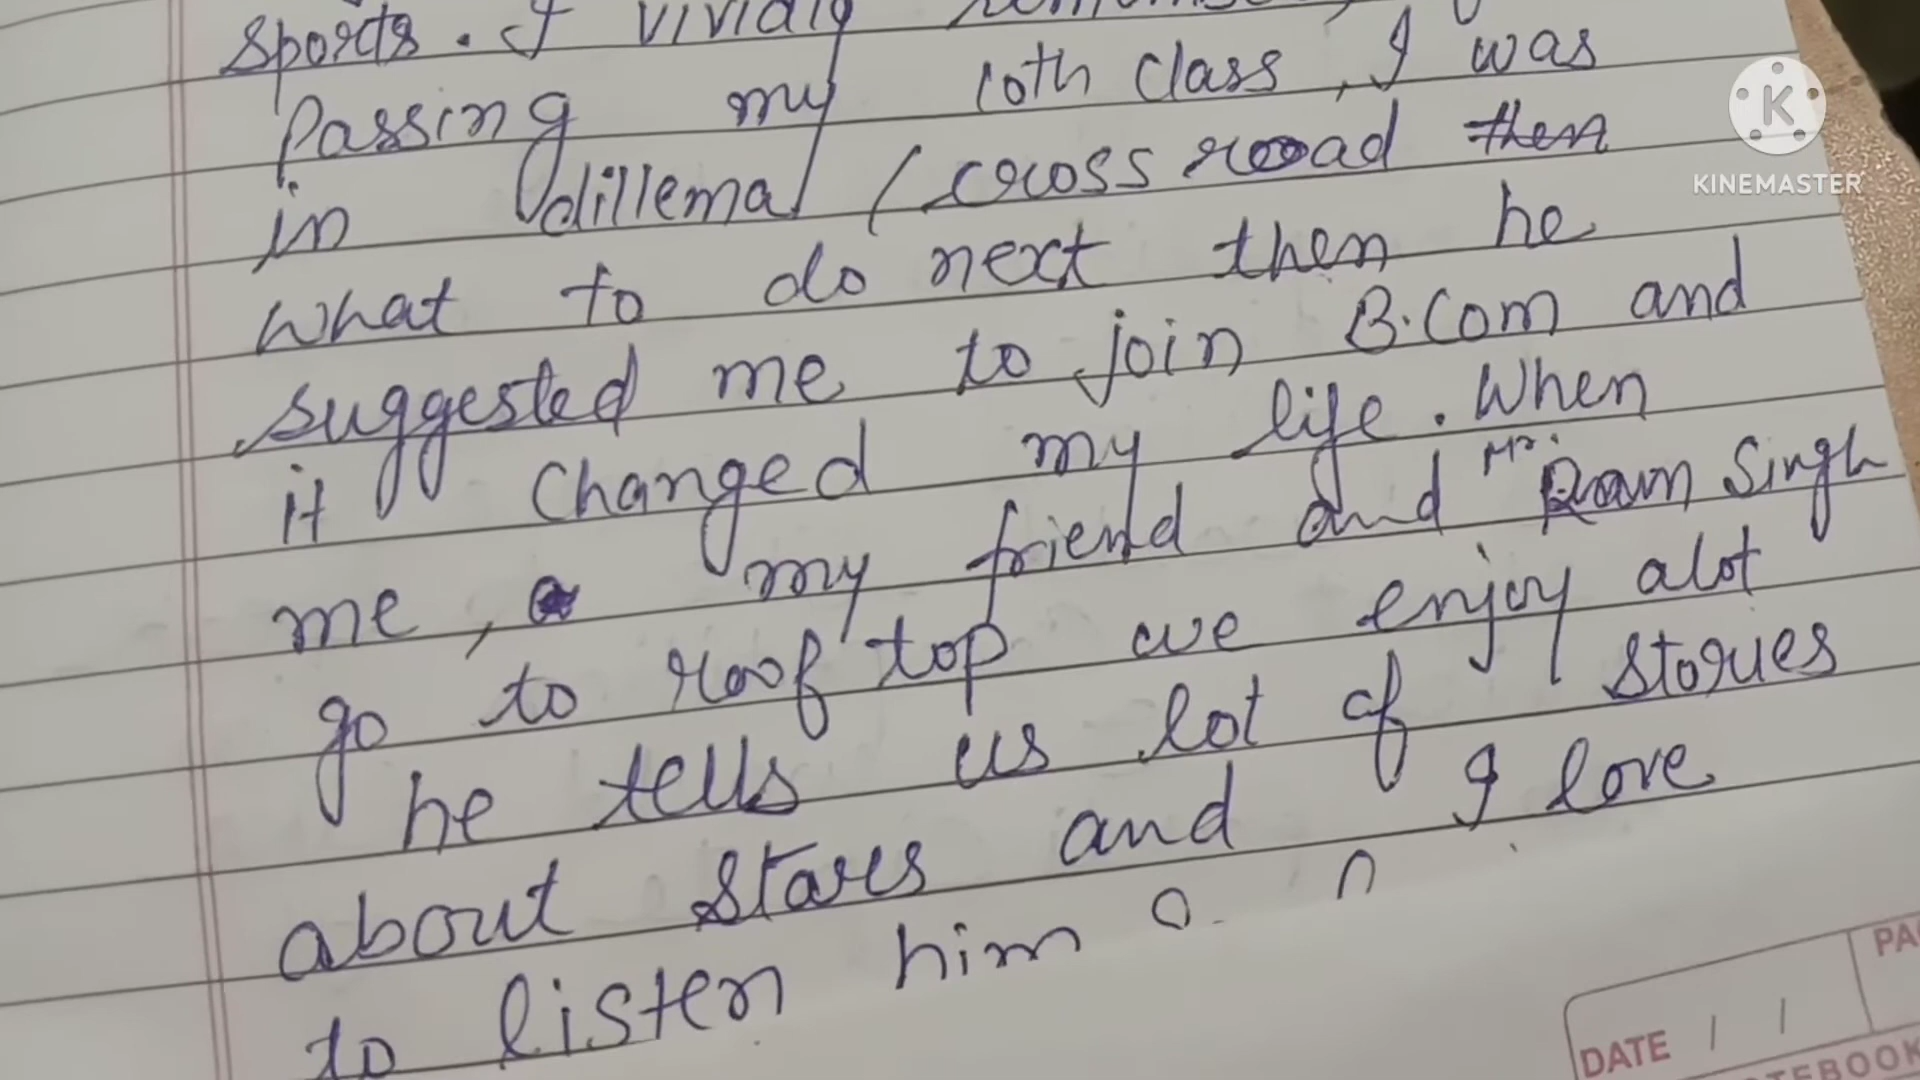 sports. I vividly
passing my 10th class, I was
in dillema / cross rooad then
what to do next then he
suggested me to join B.Com and
it changed my life. When
me, my friend and Mr. Ram Singh
go to roof top we enjoy alot
he tells us lot of stories
about stars and I love
to listen him
K
KINEMASTER
DATE / /